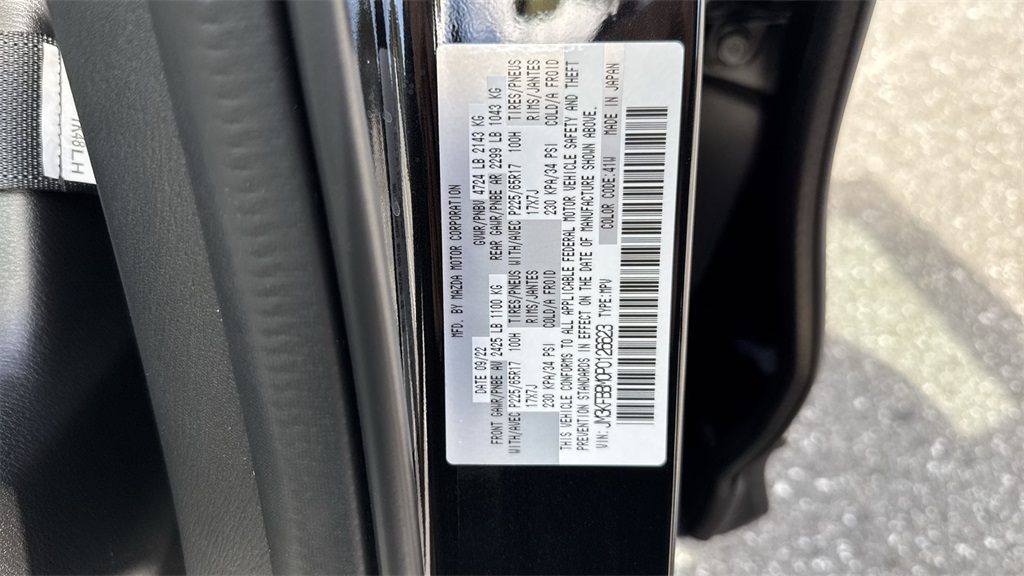 MFD. BY MAZDA MOTOR CORPORATION
DATE 09/22 GVWR/PNBV 4724 LB 2143 KG
FRONT GAWR/PNBE AV 2425 LB 1100 KG REAR GAWR/PNBE AR 2299 LB 1043 KG
WITH/AVEC P225/65R17 100H TIRES/PNEUS WITH/AVEC P225/65R17 100H TIRES/PNEUS
17X7J RIMS/JANTES 17X7J RIMS/JANTES
230 KPA/34 PSI COLD/A FROID 230 KPA/34 PSI COLD/A FROID
THIS VEHICLE CONFORMS TO ALL APPLICABLE FEDERAL MOTOR VEHICLE SAFETY AND THEFT
PREVENTION STANDARDS IN EFFECT ON THE DATE OF MANUFACTURE SHOWN ABOVE.
VIN: TYPE:MPV COLOR CODE:41W MADE IN JAPAN